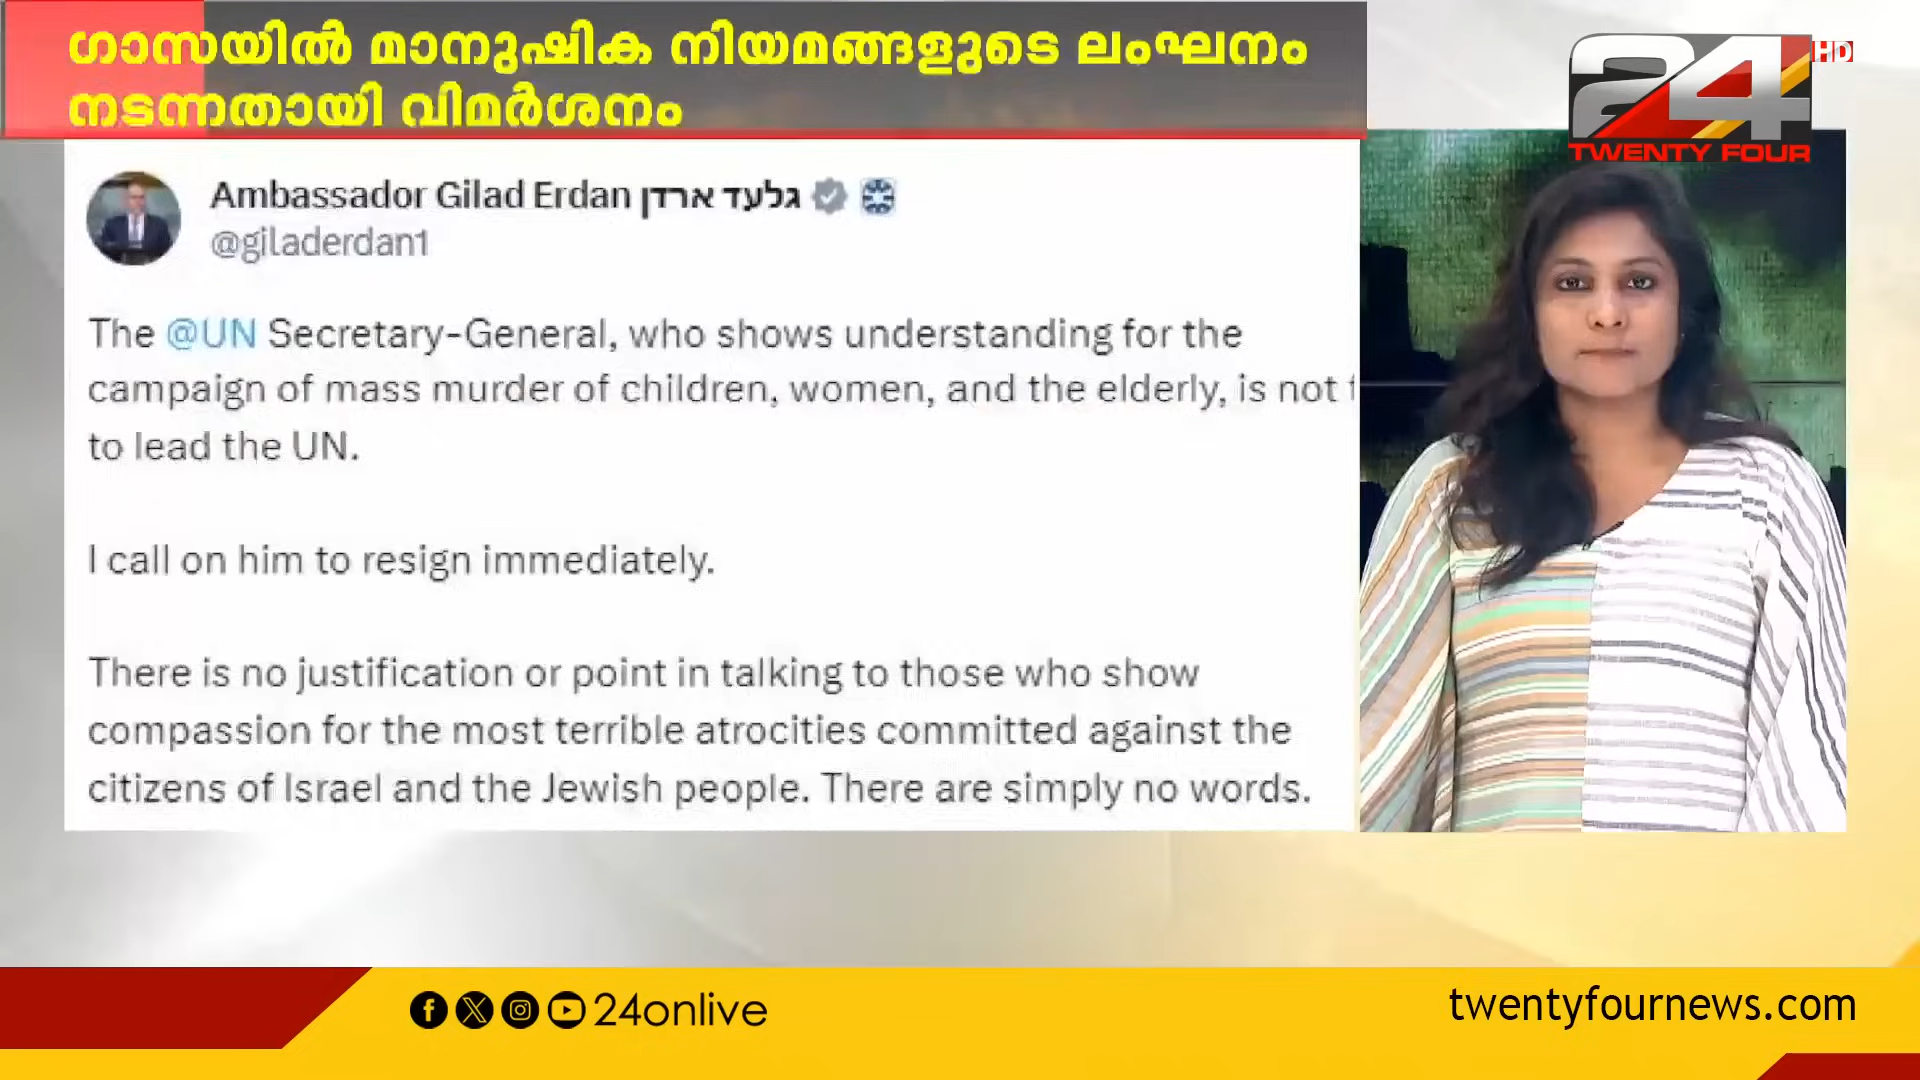 ഗാസയിൽ മാനുഷിക നിയമങ്ങളുടെ ലംഘനം
നടന്നതായി വിമർശനം
24 HD
TWENTY FOUR
Ambassador Gilad Erdan גלעד ארדן
@giladerdan1
The @UN Secretary-General, who shows understanding for the
campaign of mass murder of children, women, and the elderly, is not
to lead the UN.
I call on him to resign immediately.
There is no justification or point in talking to those who show
compassion for the most terrible atrocities committed against the
citizens of Israel and the Jewish people. There are simply no words.
24onlive
twentyfournews.com